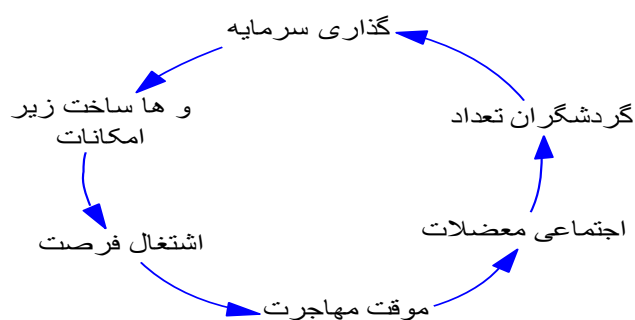 گذاری سرمایه
و ها ساخت زیر
امکانات
گردشگران تعداد
اجتماعی معضلات
اشتغال فرصت
موقت مهاجرت